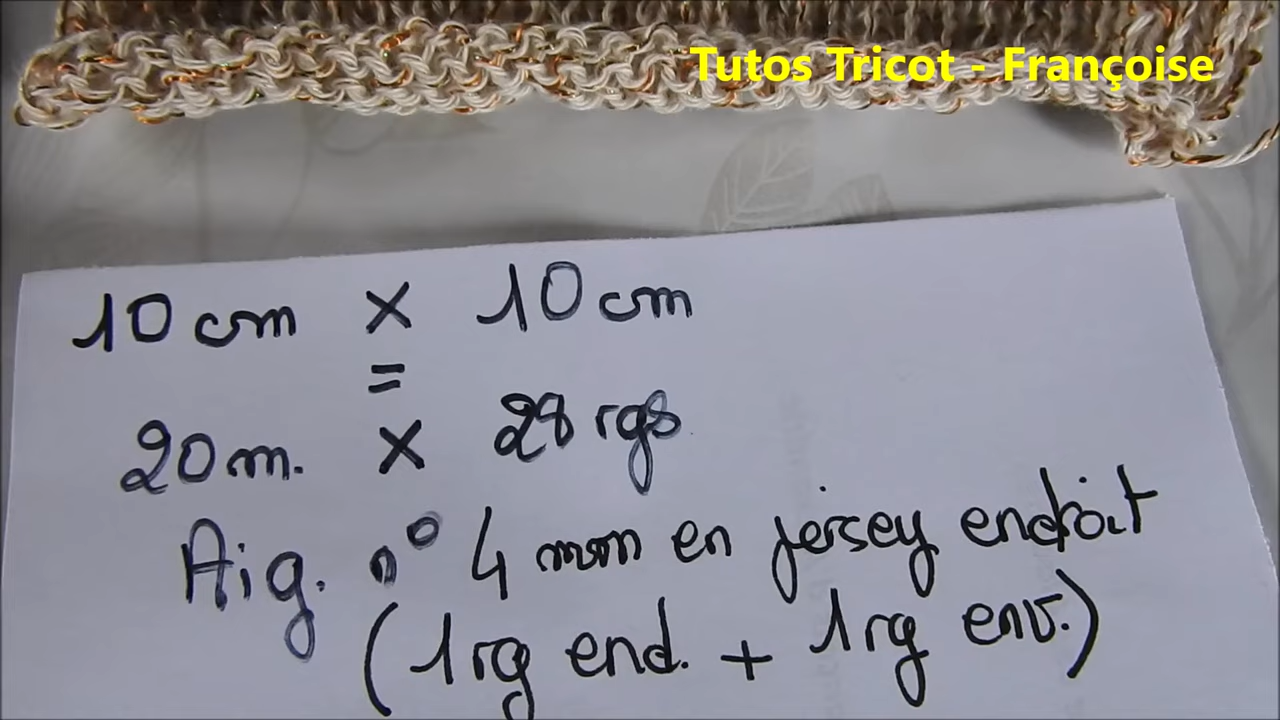 Tutos Tricot - Françoise
10 cm X 10 cm
=
20 m. X 28 rgs
Aig. n° 4 mm en jersey endroit
(1 rg end. + 1 rg env.)